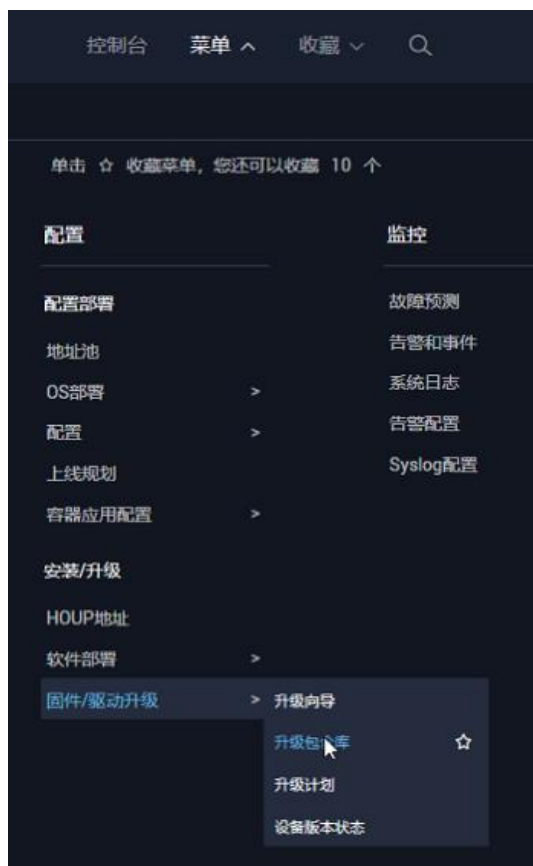 控制台 菜单 收藏
单击 ☆ 收藏菜单，您还可以收藏 10 个
配置
配置部署
地址池
OS部署 >
配置 >
上线规划
容器应用配置 >
安装/升级
HOUP地址
软件部署 >
固件/驱动升级 >
升级向导
升级包仓库 ☆
升级计划
设备版本状态
监控
故障预测
告警和事件
系统日志
告警配置
Syslog配置